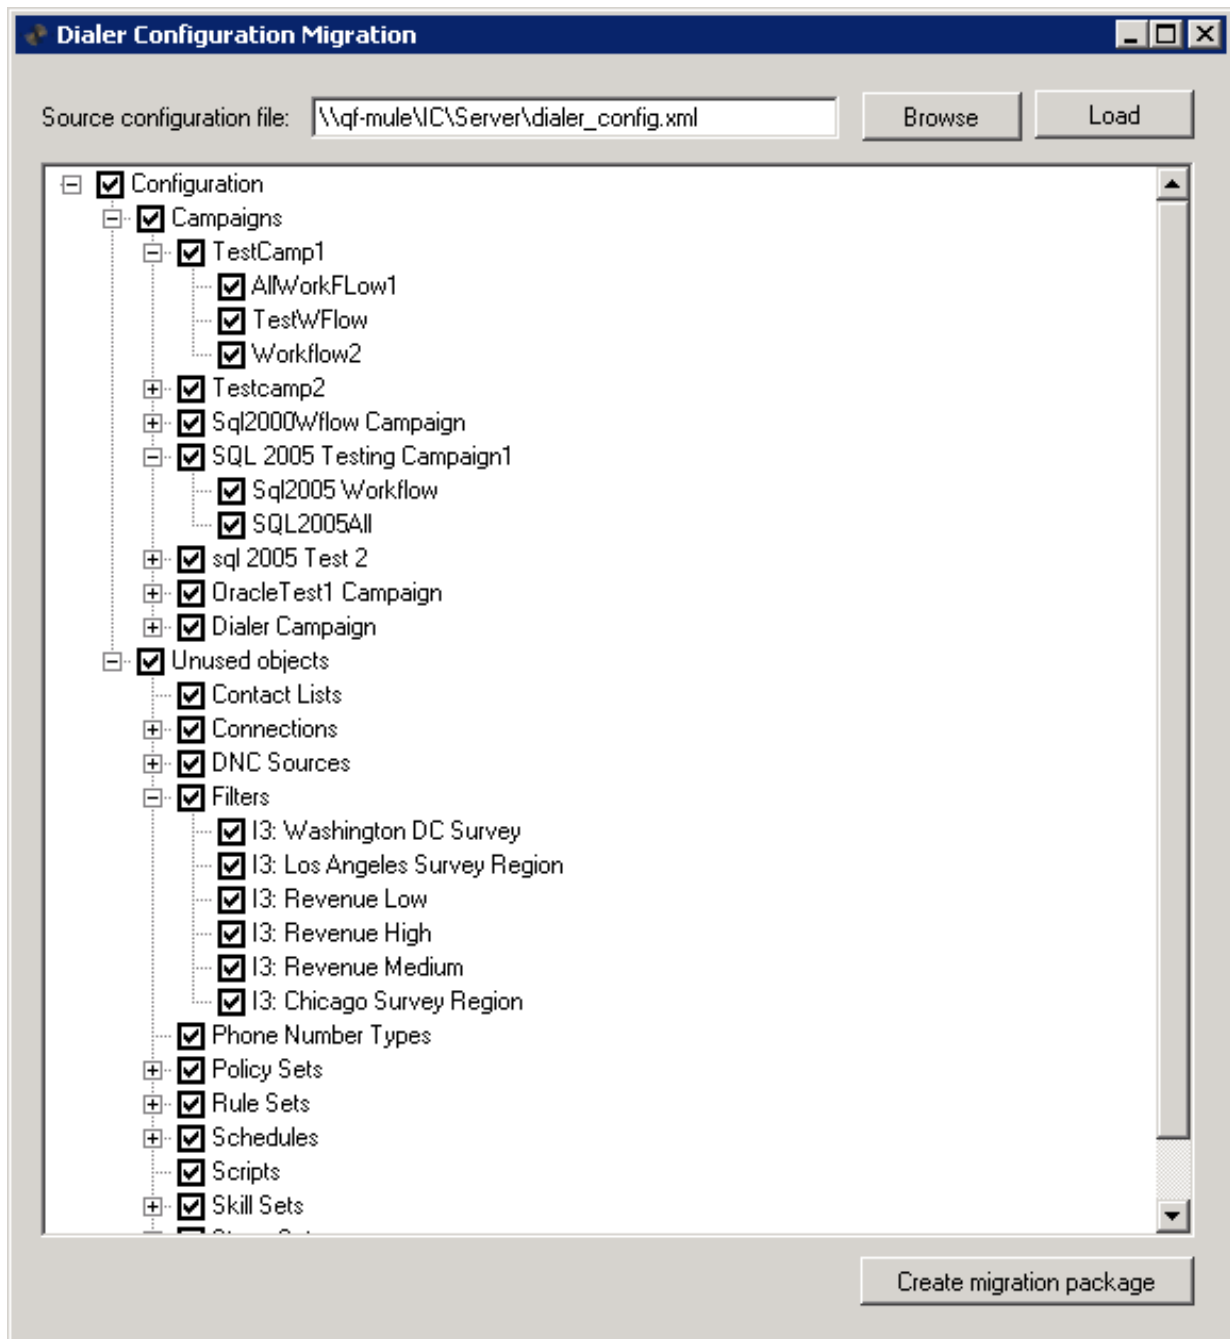 Dialer Configuration Migration
Source configuration file: \\qf-mule\IC\Server\dialer_config.xml Browse Load
Configuration
Campaigns
TestCamp1
AllWorkFLow1
TestWFlow
Workflow2
Testcamp2
Sql2000Wflow Campaign
SQL 2005 Testing Campaign1
Sql2005 Workflow
SQL2005All
sql 2005 Test 2
OracleTest1 Campaign
Dialer Campaign
Unused objects
Contact Lists
Connections
DNC Sources
Filters
I3: Washington DC Survey
I3: Los Angeles Survey Region
I3: Revenue Low
I3: Revenue High
I3: Revenue Medium
I3: Chicago Survey Region
Phone Number Types
Policy Sets
Rule Sets
Schedules
Scripts
Skill Sets
Create migration package